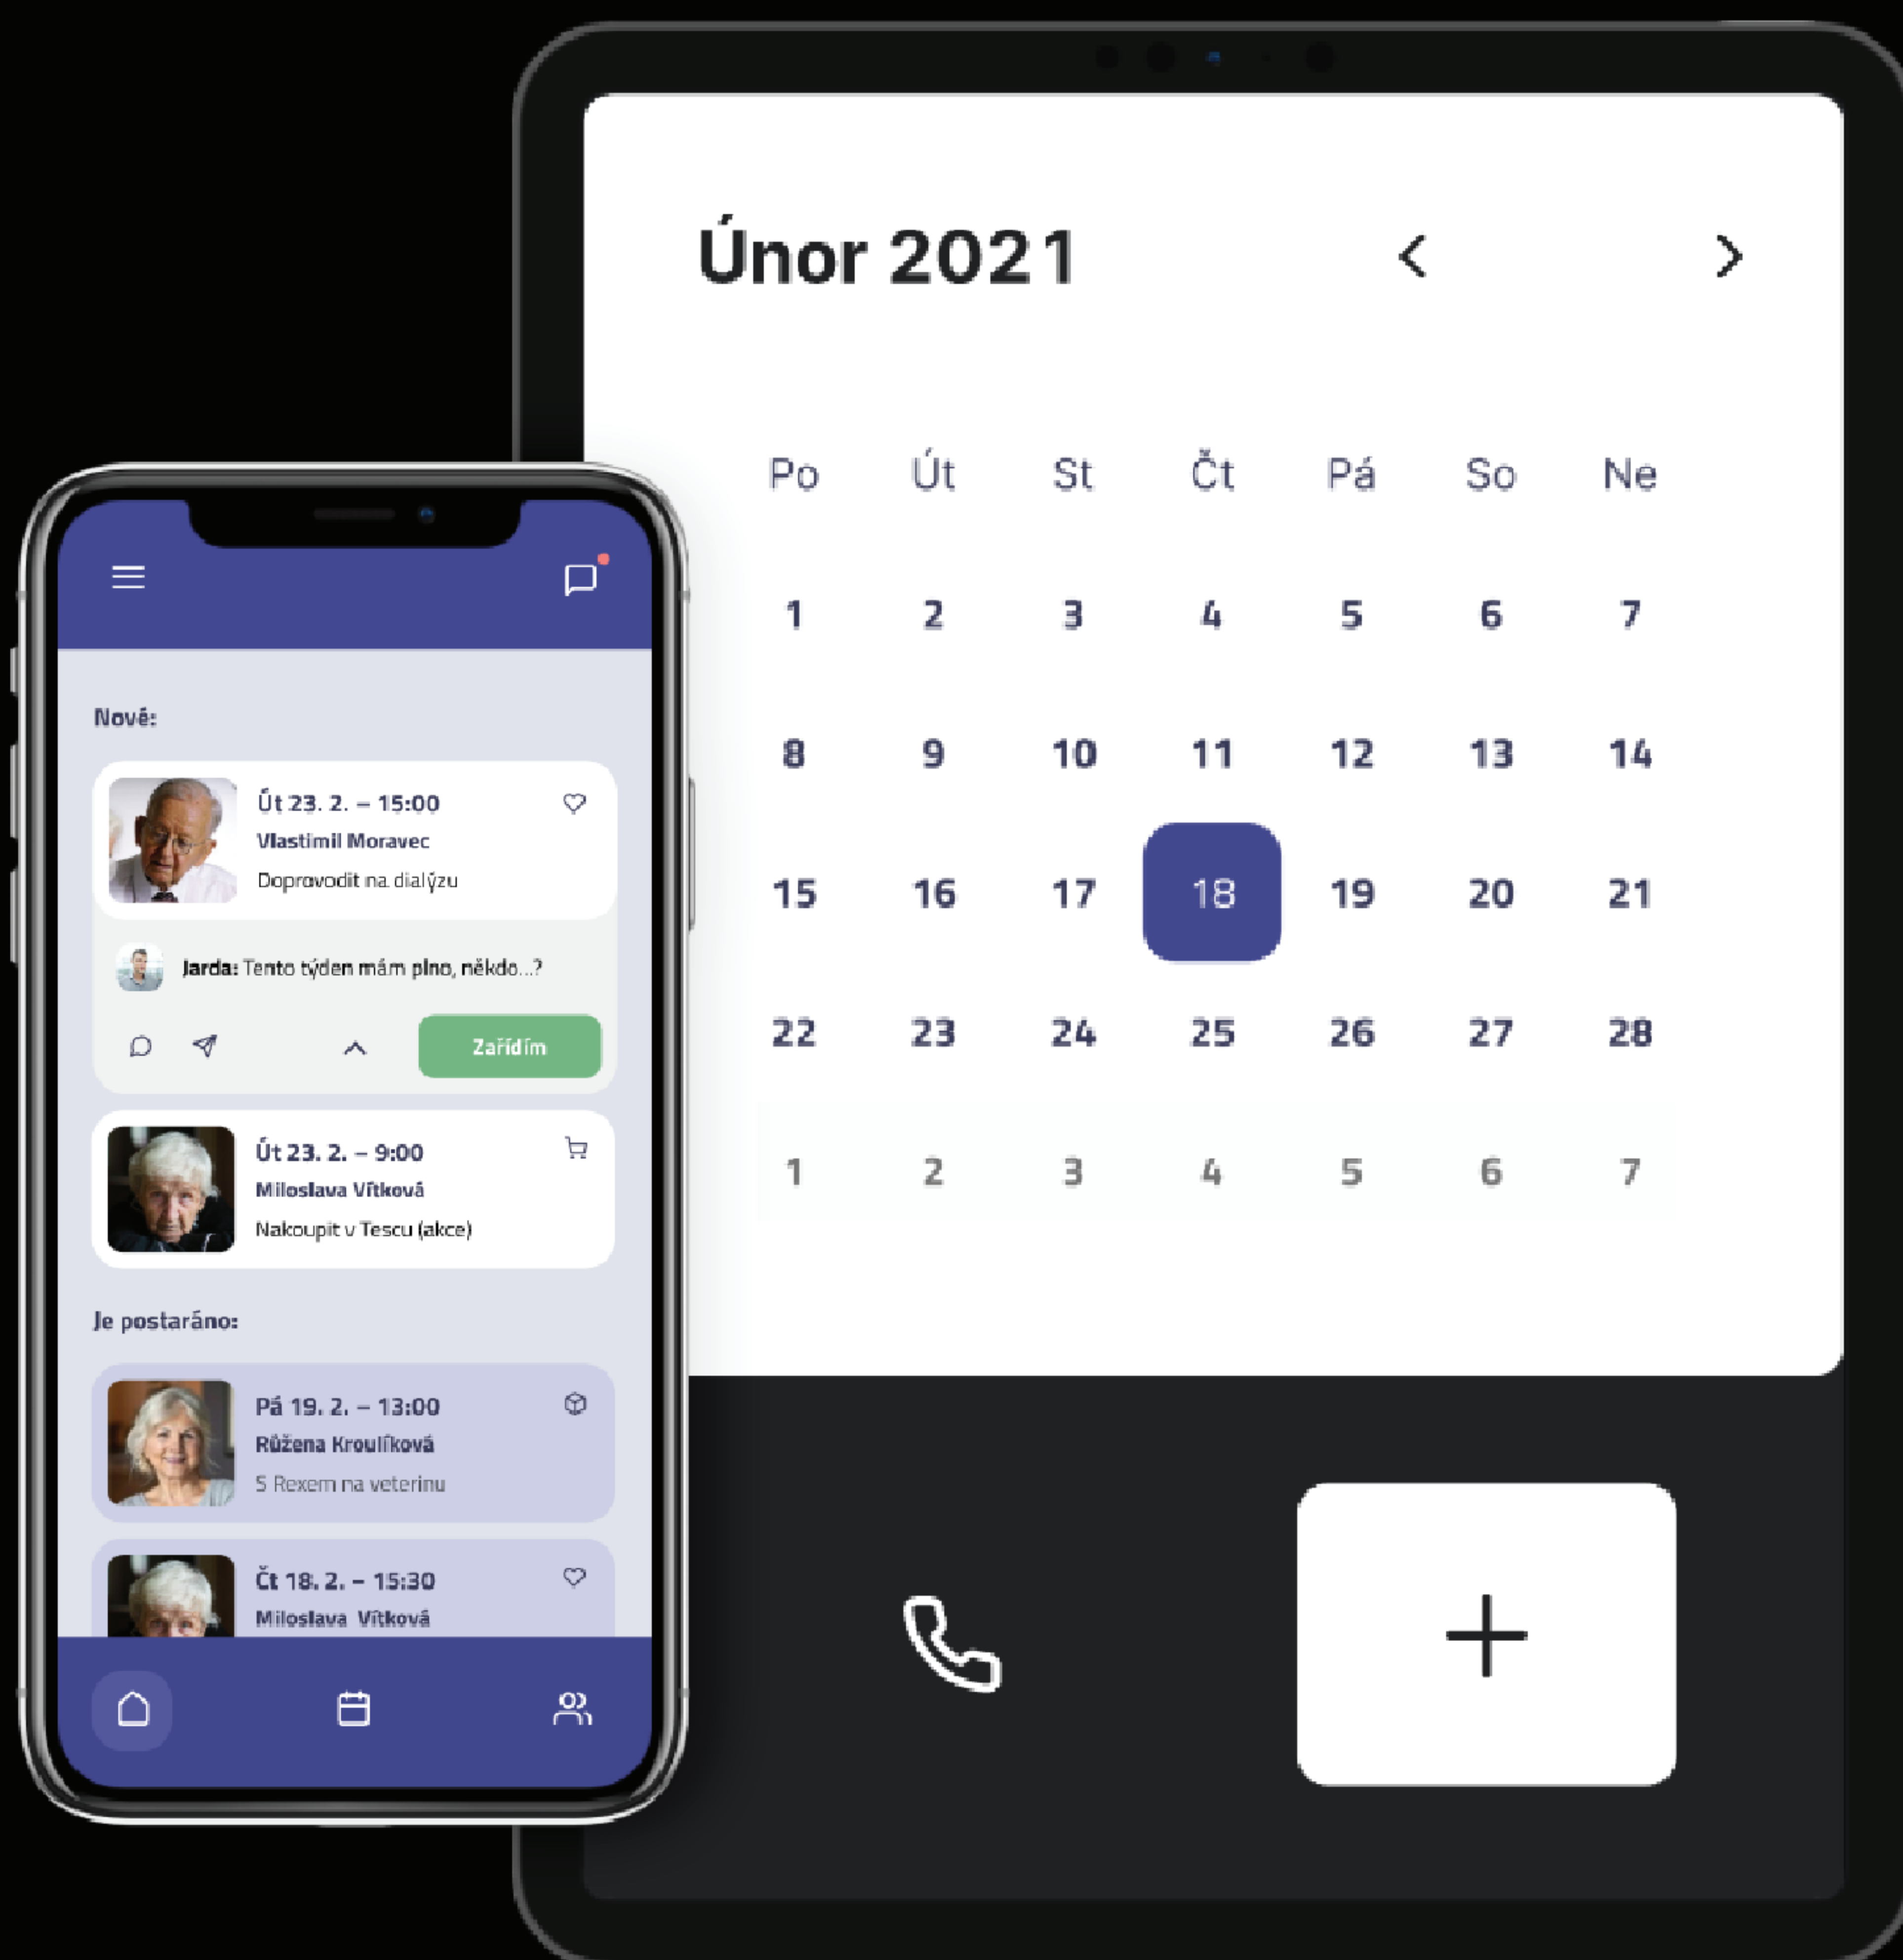 Únor 2021
Po Út St Čt Pá So Ne
1 2 3 4 5 6 7
8 9 10 11 12 13 14
15 16 17 18 19 20 21
22 23 24 25 26 27 28
1 2 3 4 5 6 7
Nové:
Út 23. 2. – 15:00
Vlastimil Moravec
Doprovodit na dialýzu
Jarda: Tento týden mám plno, někdo...?
Zařídím
Út 23. 2. – 9:00
Miloslava Vítková
Nakoupit v Tescu (akce)
Je postaráno:
Pá 19. 2. – 13:00
Růžena Kroulíková
S Rexem na veterinu
Čt 18. 2. – 15:30
Miloslava Vítková